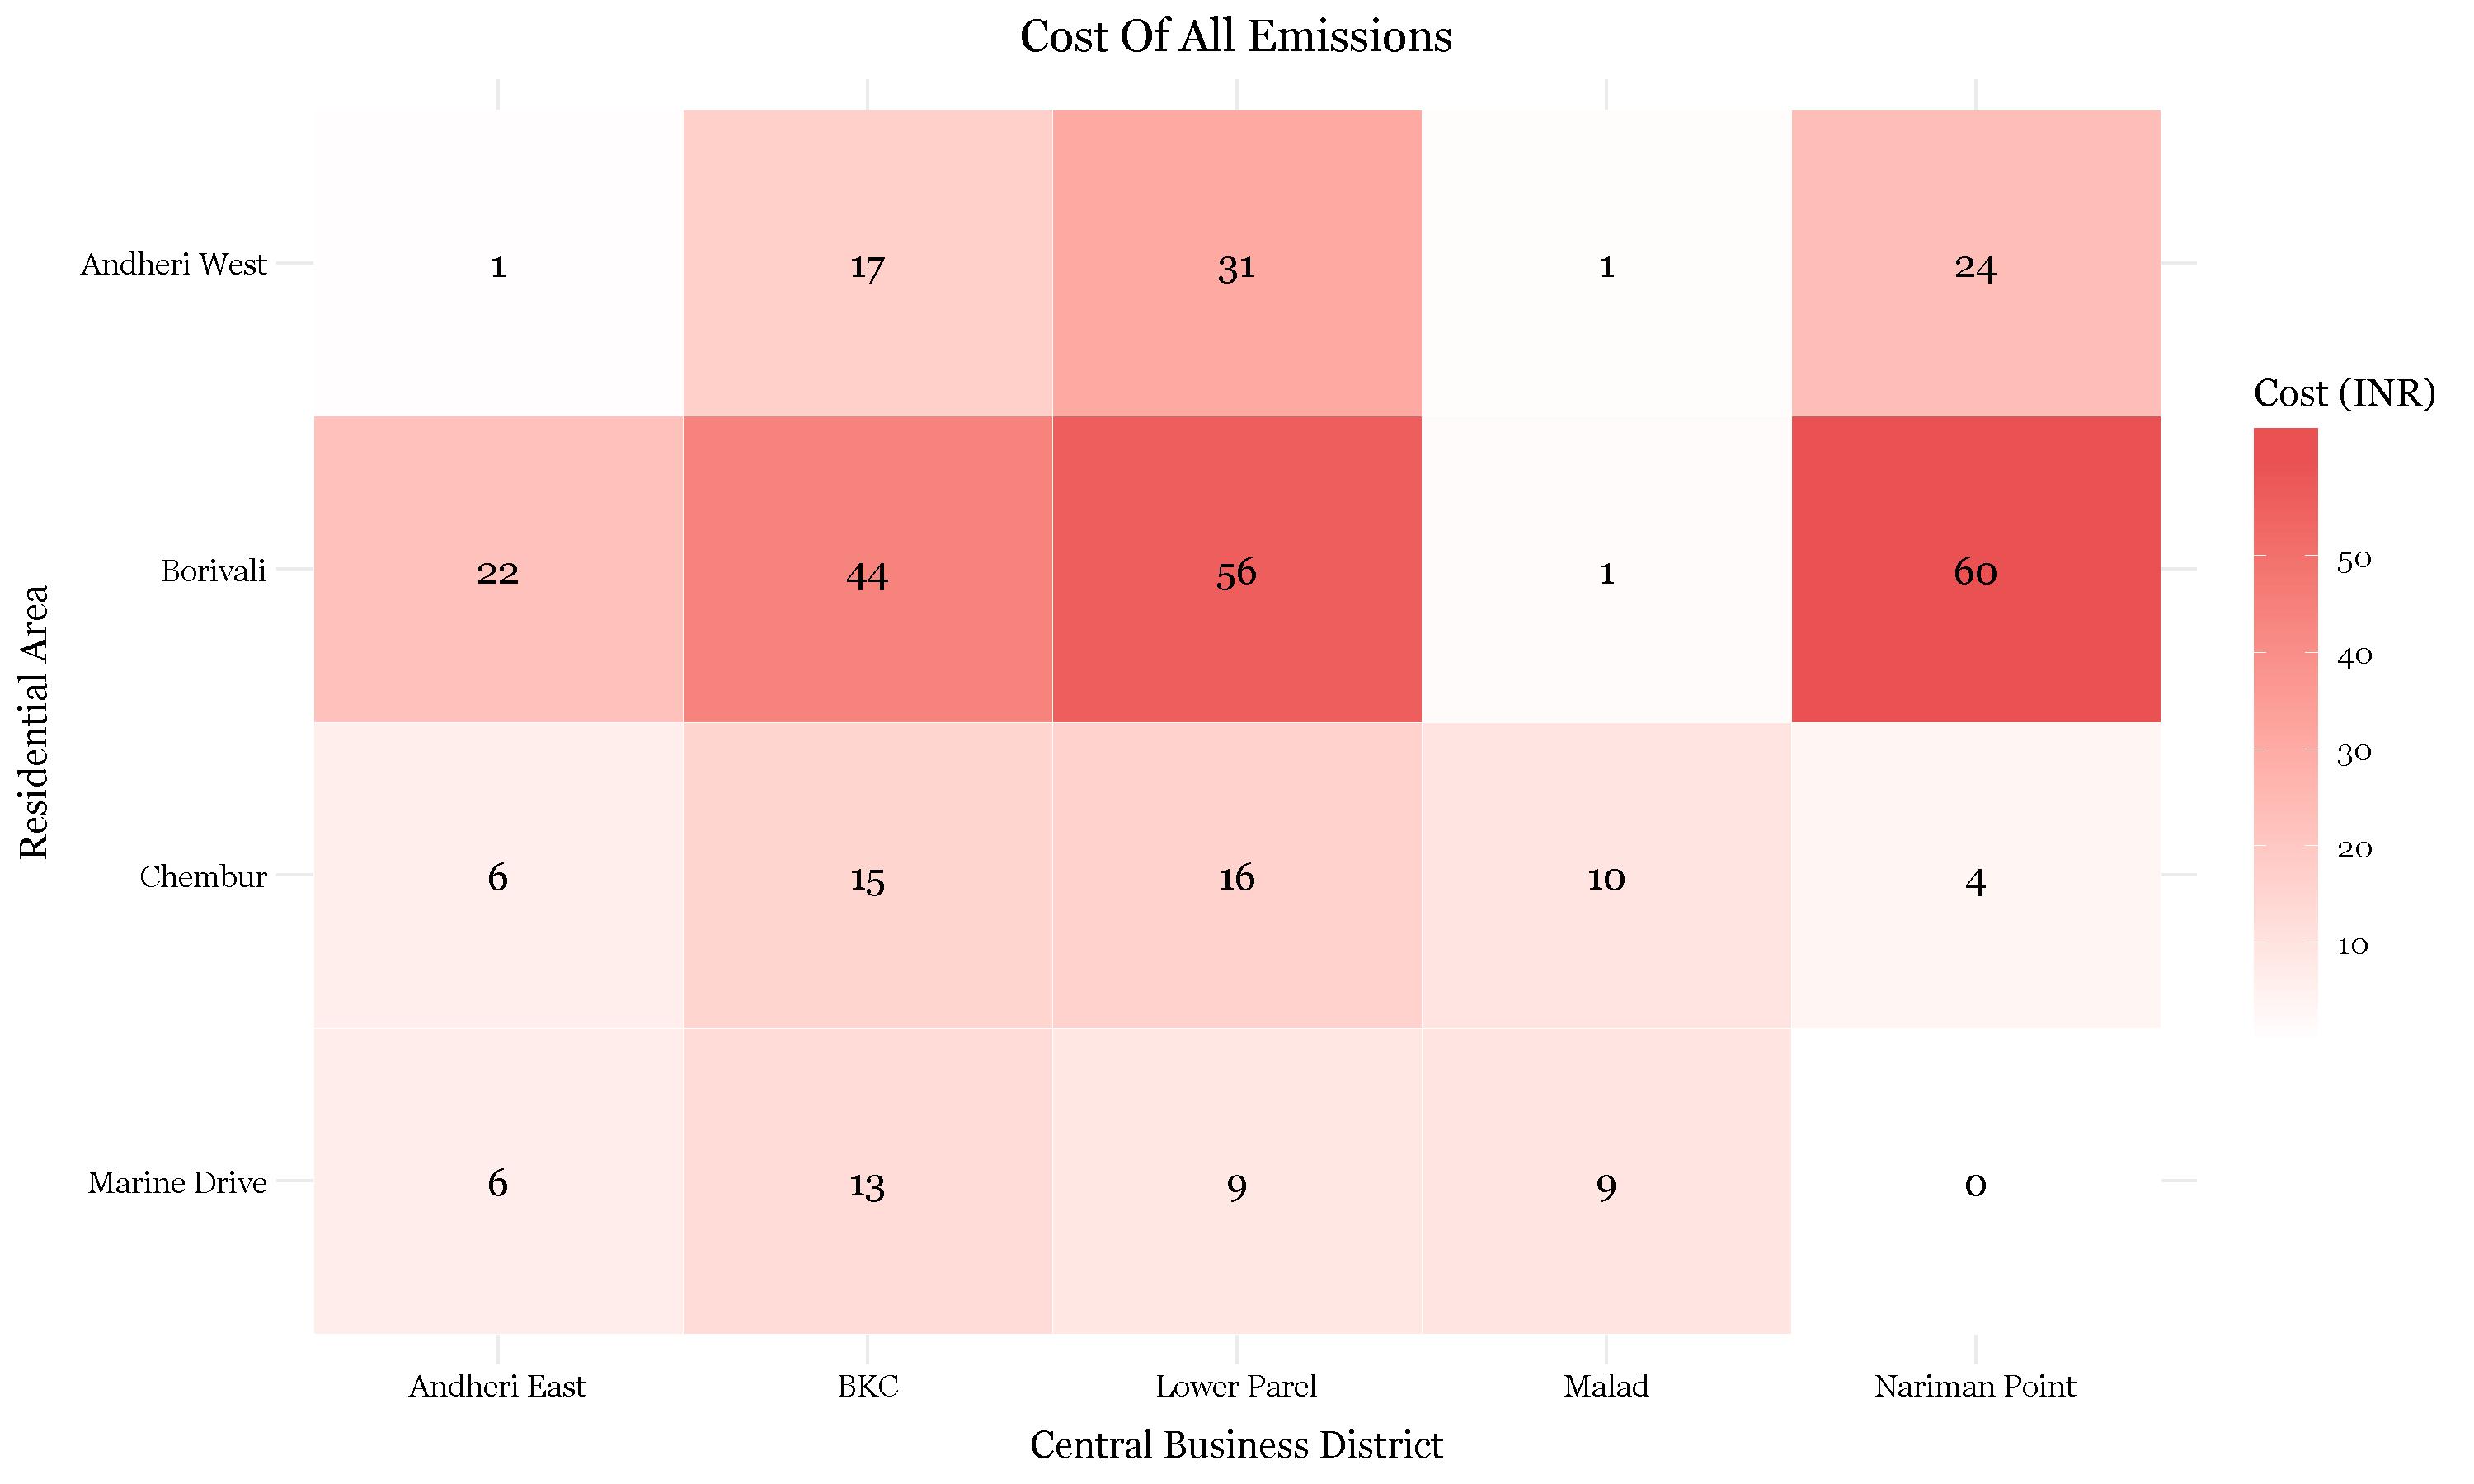 Cost Of All Emissions
Residential Area
Andheri West
1 17 31 1 24
Borivali
22 44 56 1 60
Chembur
6 15 16 10 4
Marine Drive
6 13 9 9 0
Andheri East BKC Lower Parel Malad Nariman Point
Central Business District
Cost (INR)
50
40
30
20
10